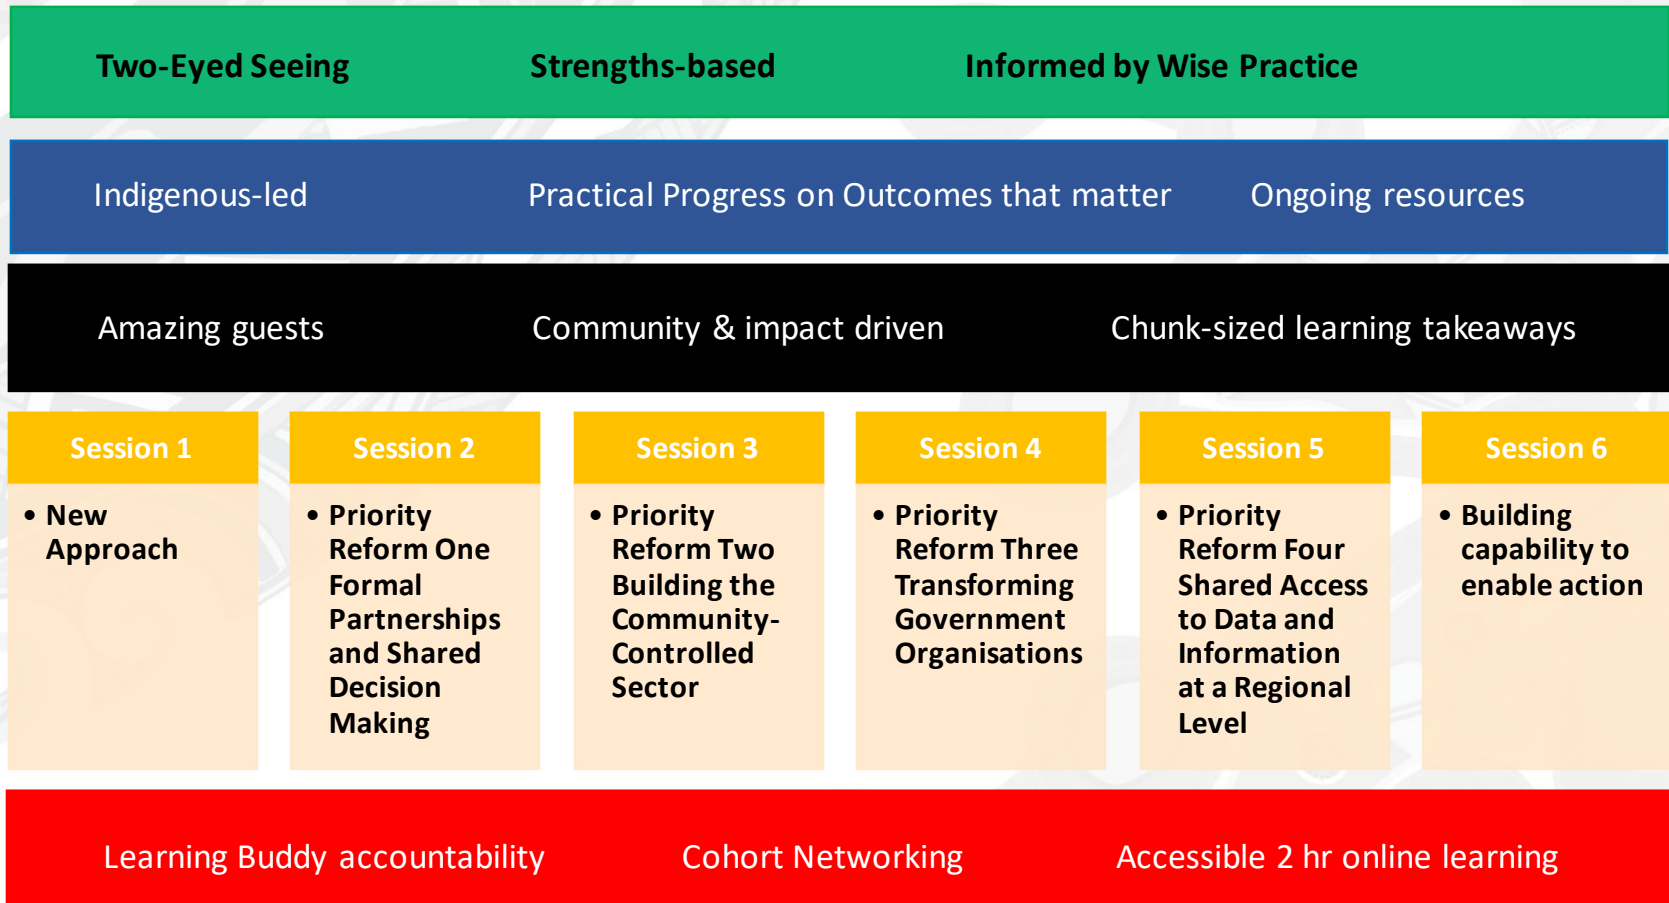 Two-Eyed Seeing Strengths-based Informed by Wise Practice
Indigenous-led Practical Progress on Outcomes that matter Ongoing resources
Amazing guests Community & impact driven Chunk-sized learning takeaways
Session 1
• New
Approach
Session 2
• Priority
Reform One
Formal
Partnerships
and Shared
Decision
Making
Session 3
• Priority
Reform Two
Building the
Community-
Controlled
Sector
Session 4
• Priority
Reform Three
Transforming
Government
Organisations
Session 5
• Priority
Reform Four
Shared Access
to Data and
Information
at a Regional
Level
Session 6
• Building
capability to
enable action
Learning Buddy accountability Cohort Networking Accessible 2 hr online learning